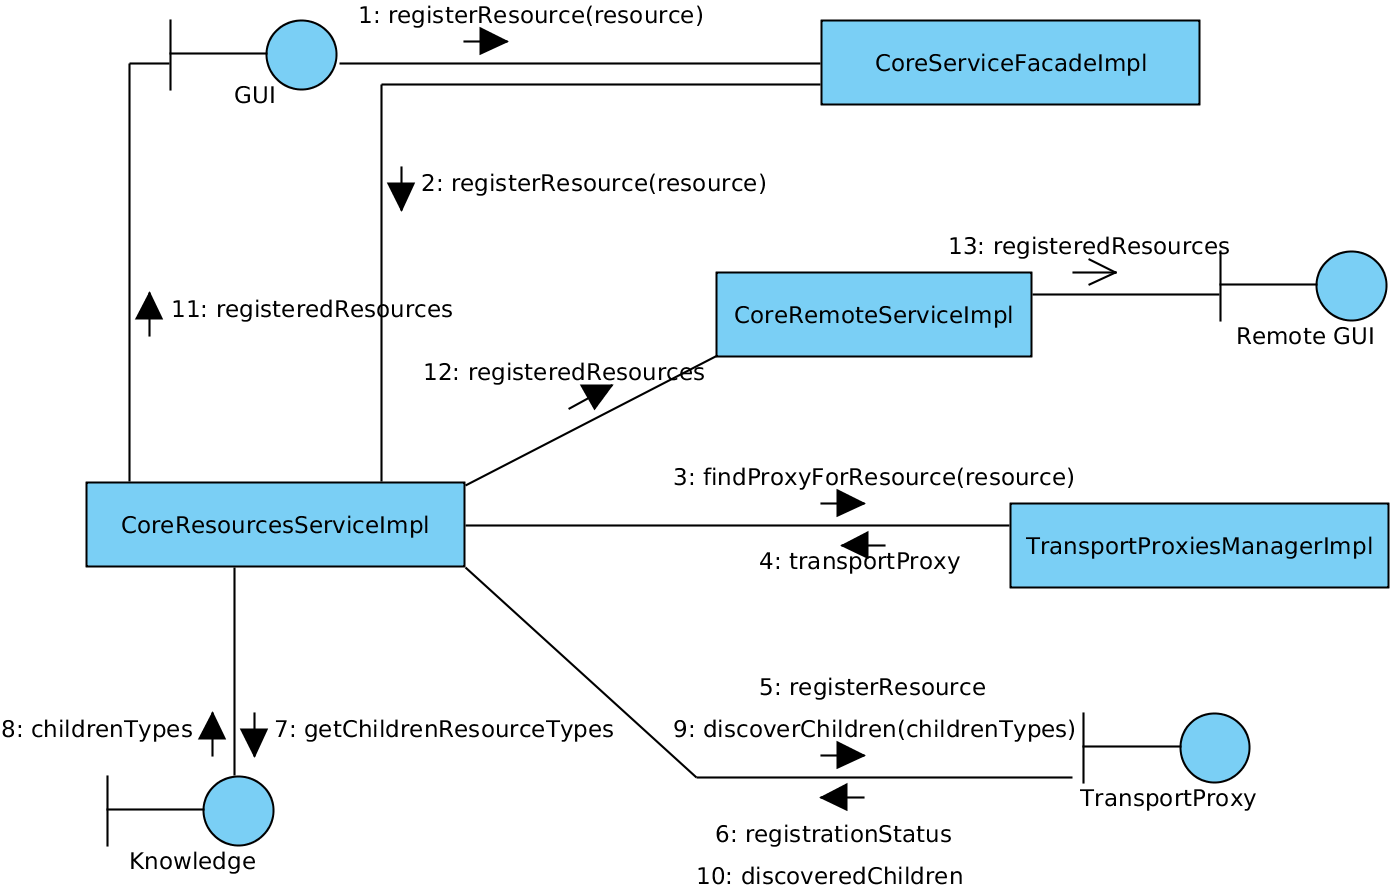 1: registerResource(resource)
CoreServiceFacadeImpl
GUI
2: registerResource(resource)
13: registeredResources
11: registeredResources
CoreRemoteServiceImpl
Remote GUI
12: registeredResources
3: findProxyForResource(resource)
CoreResourcesServiceImpl
TransportProxiesManagerImpl
4: transportProxy
5: registerResource
8: childrenTypes
7: getChildrenResourceTypes
9: discoverChildren(childrenTypes)
TransportProxy
6: registrationStatus
Knowledge
10: discoveredChildren